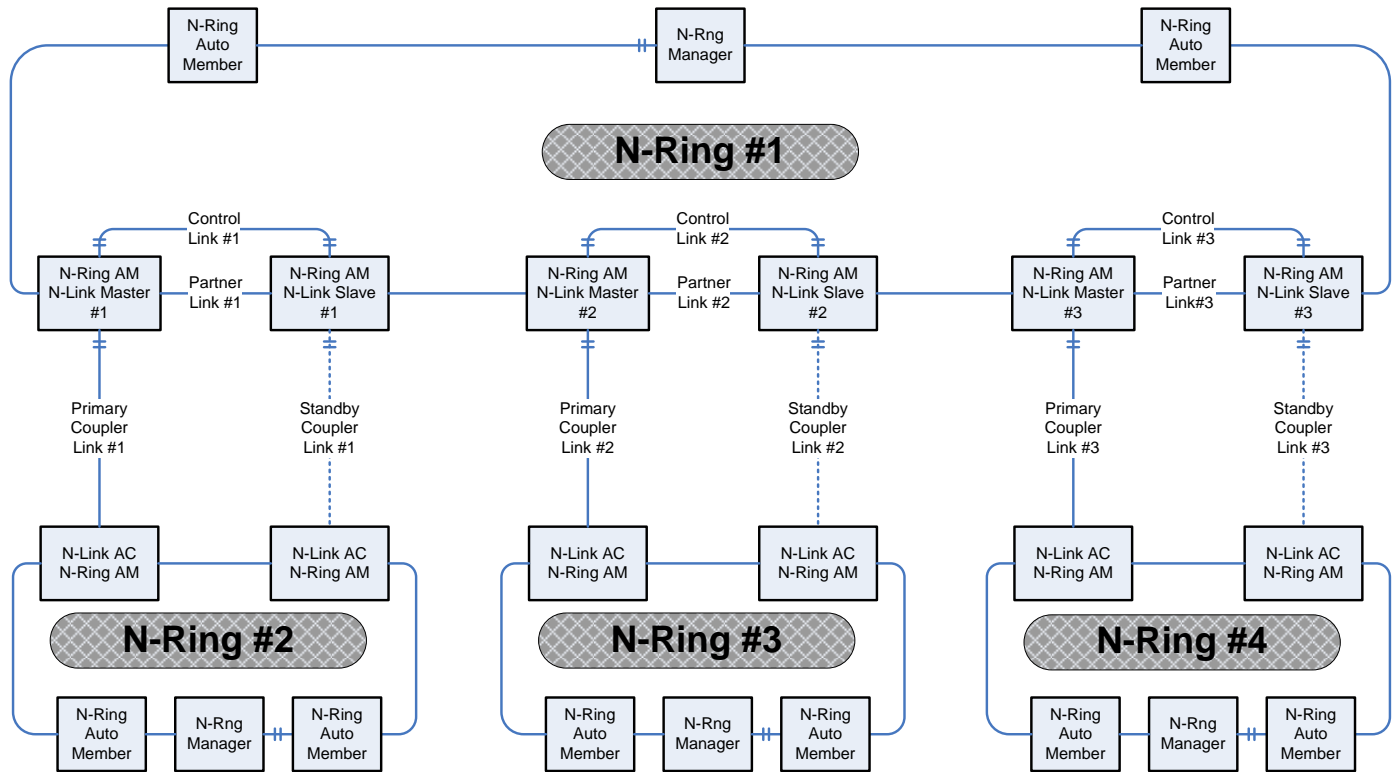 N-Ring
Auto
Member
N-Rng
Manager
N-Ring
Auto
Member
N-Ring #1
Control
Link #1
Control
Link #2
Control
Link #3
N-Ring AM
N-Link Master
#1
Partner
Link #1
N-Ring AM
N-Link Slave
#1
N-Ring AM
N-Link Master
#2
Partner
Link #2
N-Ring AM
N-Link Slave
#2
N-Ring AM
N-Link Master
#3
Partner
Link#3
N-Ring AM
N-Link Slave
#3
Primary
Coupler
Link #1
Standby
Coupler
Link #1
Primary
Coupler
Link #2
Standby
Coupler
Link #2
Primary
Coupler
Link #3
Standby
Coupler
Link #3
N-Link AC
N-Ring AM
N-Link AC
N-Ring AM
N-Link AC
N-Ring AM
N-Link AC
N-Ring AM
N-Link AC
N-Ring AM
N-Link AC
N-Ring AM
N-Ring #2
N-Ring #3
N-Ring #4
N-Ring
Auto
Member
N-Rng
Manager
N-Ring
Auto
Member
N-Ring
Auto
Member
N-Rng
Manager
N-Ring
Auto
Member
N-Ring
Auto
Member
N-Rng
Manager
N-Ring
Auto
Member